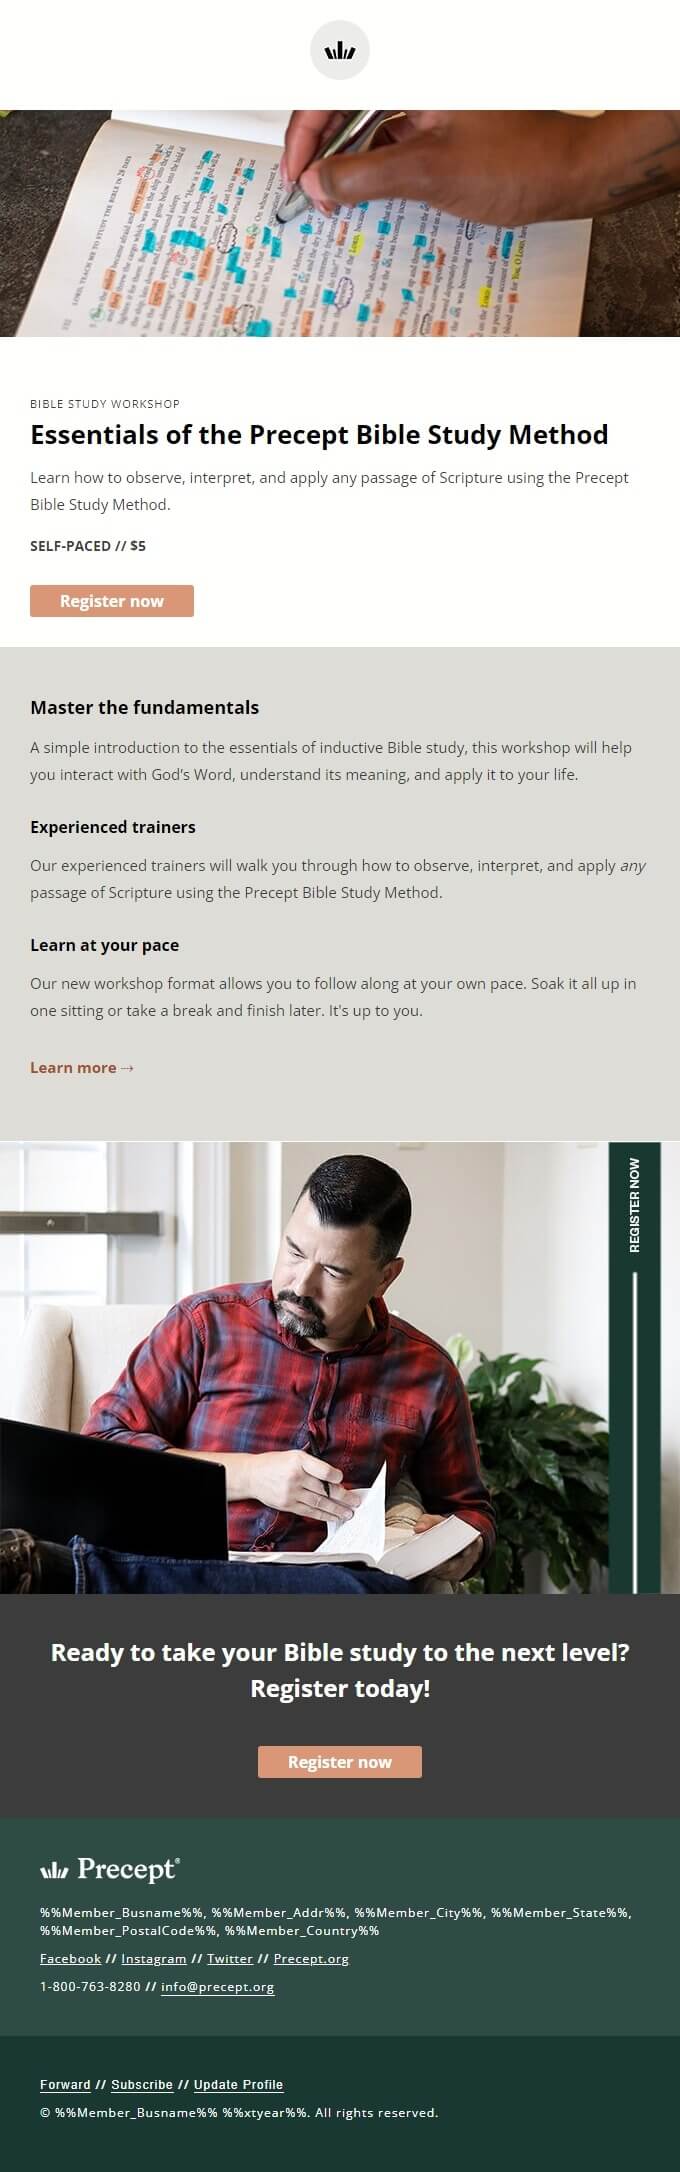 BIBLE STUDY WORKSHOP
Essentials of the Precept Bible Study Method
Learn how to observe, interpret, and apply any passage of Scripture using the Precept
Bible Study Method.
SELF-PACED // $5
Register now
Master the fundamentals
A simple introduction to the essentials of inductive Bible study, this workshop will help
you interact with God's Word, understand its meaning, and apply it to your life.
Experienced trainers
Our experienced trainers will walk you through how to observe, interpret, and apply any
passage of Scripture using the Precept Bible Study Method.
Learn at your pace
Our new workshop format allows you to follow along at your own pace. Soak it all up in
one sitting or take a break and finish later. It's up to you.
Learn more →
REGISTER NOW
Ready to take your Bible study to the next level?
Register today!
Register now
Precept®
%%Member_Busname%%, %%Member_Addr%%, %%Member_City%%, %%Member_State%%,
%%Member_PostalCode%%, %%Member_Country%%
Facebook // Instagram // Twitter // Precept.org
1-800-763-8280 // info@precept.org
Forward // Subscribe // Update Profile
© %%Member_Busname%% %%xtyear%%. All rights reserved.